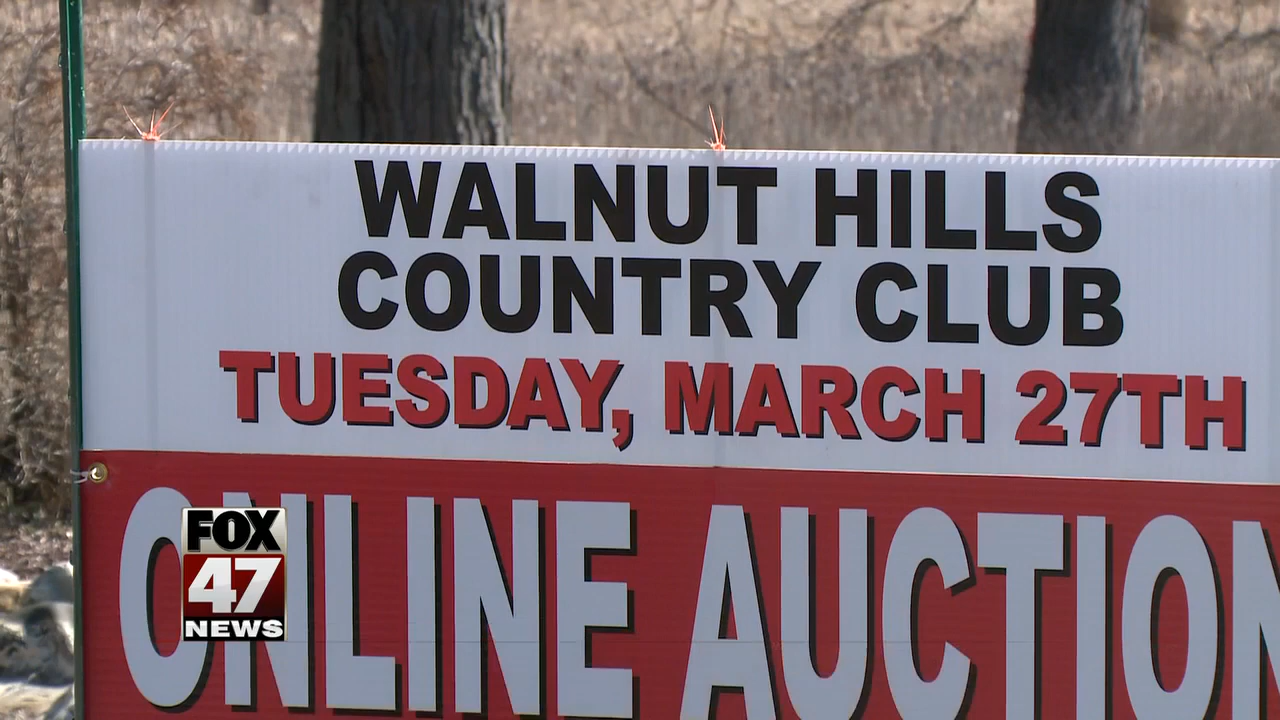 WALNUT HILLS
COUNTRY CLUB
TUESDAY, MARCH 27TH
ONLINE AUCTION
FOX
47
NEWS